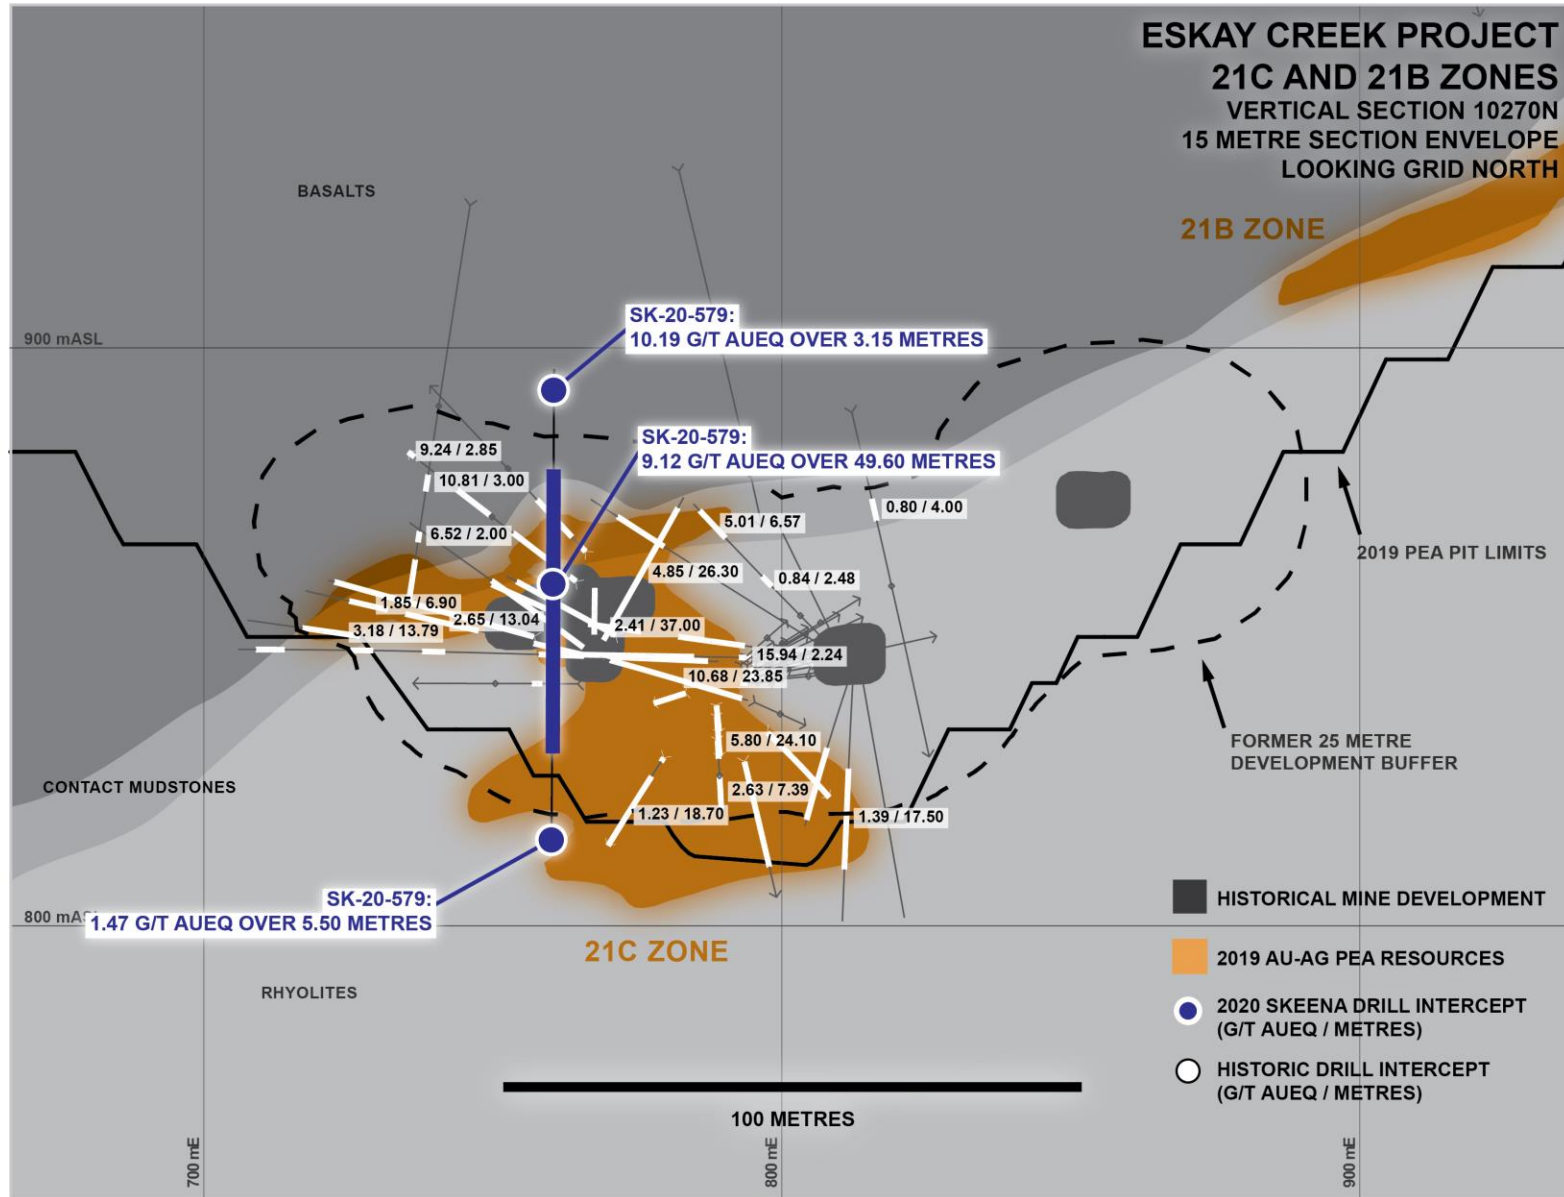 ESKAY CREEK PROJECT
21C AND 21B ZONES
VERTICAL SECTION 10270N
15 METRE SECTION ENVELOPE
LOOKING GRID NORTH
BASALTS
21B ZONE
SK-20-579:
10.19 G/T AUEQ OVER 3.15 METRES
900 mASL
SK-20-579:
9.12 G/T AUEQ OVER 49.60 METRES
9.24 / 2.85
10.81 / 3.00
6.52 / 2.00
5.01 / 6.57
0.80 / 4.00
2019 PEA PIT LIMITS
4.85 / 26.30
0.84 / 2.48
1.85 / 6.90
2.65 / 13.04
2.41 / 37.00
3.18 / 13.79
15.94 / 2.24
10.68 / 23.85
5.80 / 24.10
FORMER 25 METRE
DEVELOPMENT BUFFER
CONTACT MUDSTONES
2.63 / 7.39
1.23 / 18.70
1.39 / 17.50
SK-20-579:
1.47 G/T AUEQ OVER 5.50 METRES
800 mAS
21C ZONE
RHYOLITES
HISTORICAL MINE DEVELOPMENT
2019 AU-AG PEA RESOURCES
2020 SKEENA DRILL INTERCEPT
(G/T AUEQ / METRES)
HISTORIC DRILL INTERCEPT
(G/T AUEQ / METRES)
100 METRES
700 mE
800 mE
900 mE